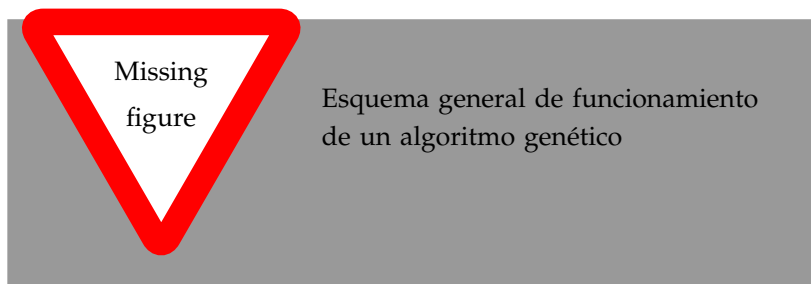 Missing
figure
Esquema general de funcionamiento
de un algoritmo genético